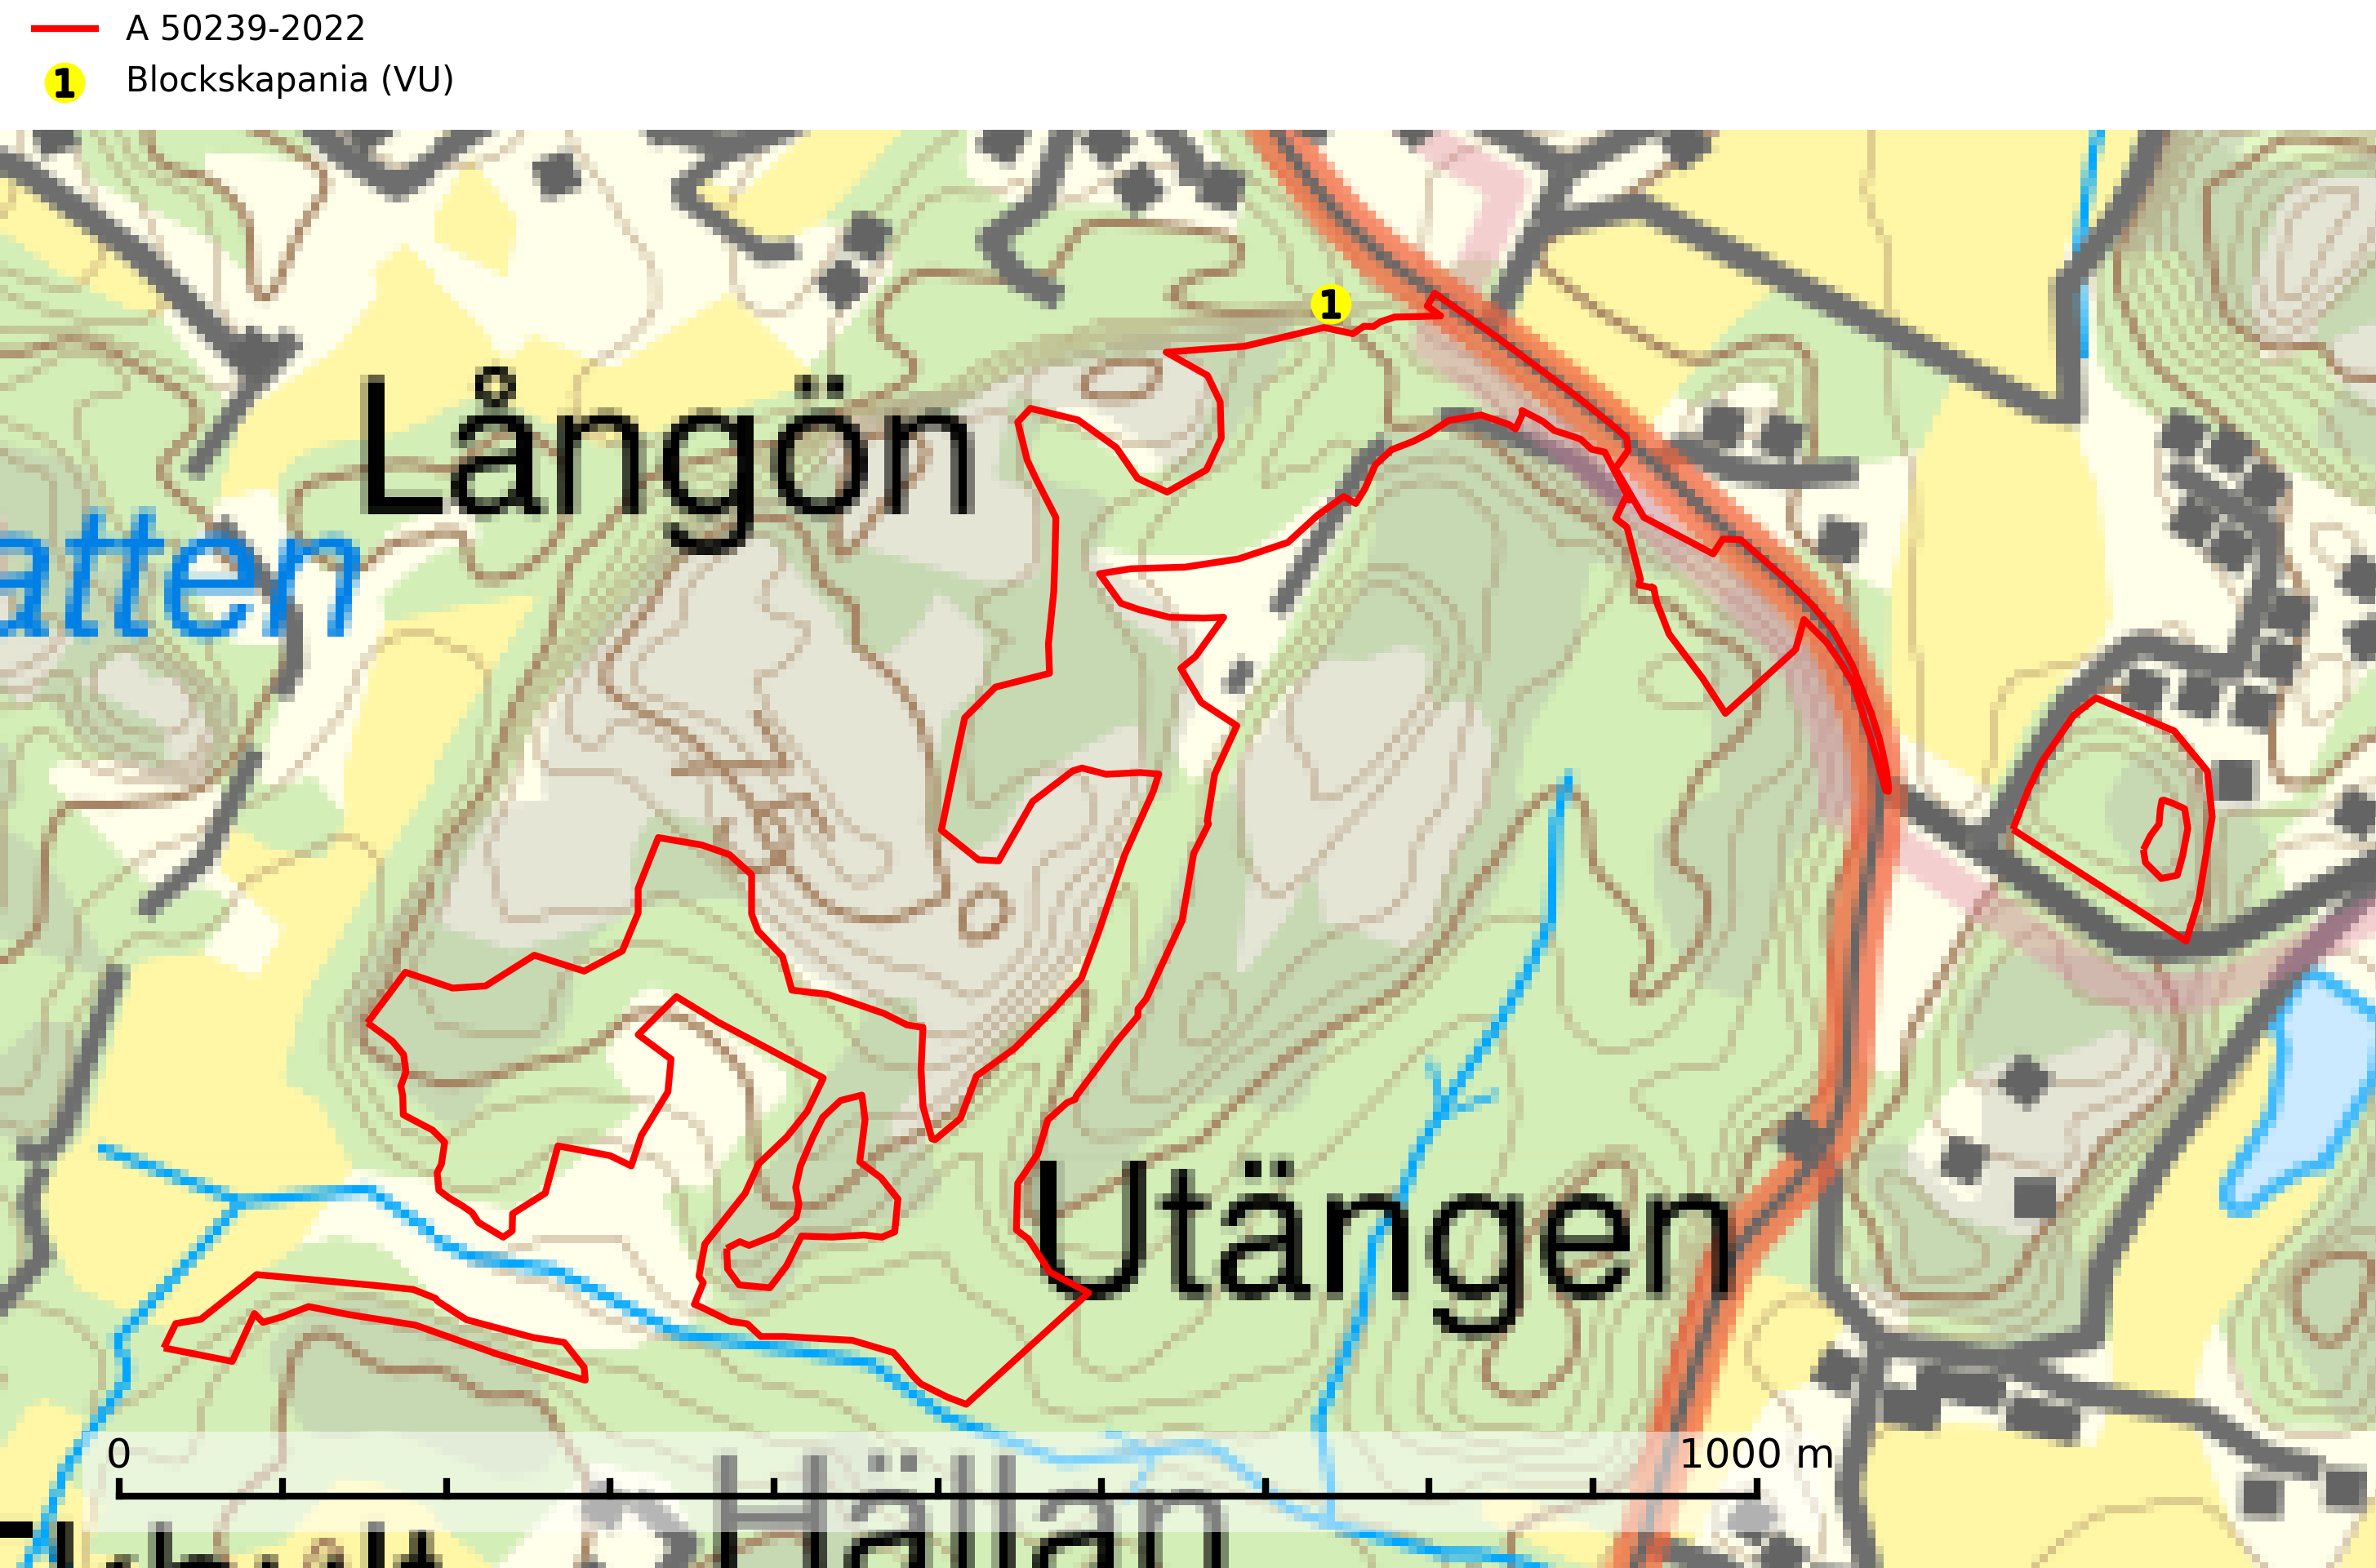 A 50239-2022
1 Blockskapania (VU)
1
Långön
atten
Utängen
0
1000 m
Hällan